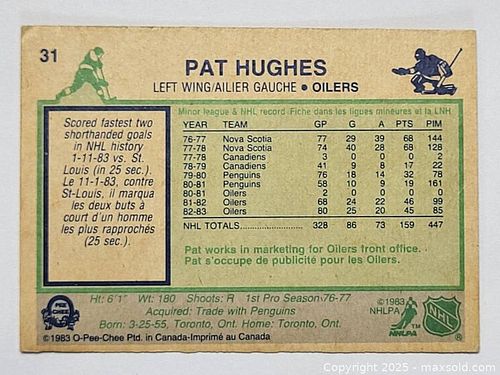 31
PAT HUGHES
LEFT WING/AILIER GAUCHE • OILERS
Scored fastest two
shorthanded goals
in NHL history
1-11-83 vs. St.
Louis (in 25 sec.).
Le 11-1-83, contre
St-Louis, il marqua
les deux buts à
court d'un homme
les plus rapprochés
(25 sec.).
Minor league & NHL record/Fiche dans les ligues mineures et la LNH
YEAR TEAM GP G A PTS PIM
76-77 Nova Scotia 77 29 39 68 144
77-78 Nova Scotia 74 40 28 68 128
77-78 Canadiens 3 0 0 0 2
78-79 Canadiens 41 9 8 17 22
79-80 Penguins 76 18 14 32 78
80-81 Penguins 58 10 9 19 161
80-81 Oilers 2 0 0 0 0
81-82 Oilers 68 24 22 46 99
82-83 Oilers 80 25 20 45 85
NHL TOTALS 328 86 73 159 447
Pat works in marketing for Oilers front office.
Pat s'occupe de publicité pour les Oilers.
O PEE CHEE
Ht: 6'1" Wt: 180 Shoots: R 1st Pro Season: 76-77
Acquired: Trade with Penguins
Born: 3-25-55, Toronto, Ont. Home: Toronto, Ont.
©1983 O-Pee-Chee Ptd. in Canada-Imprimé au Canada
©1983
NHLPA
NHLPA
NHL
®
Copyright 2025 - maxsold.com